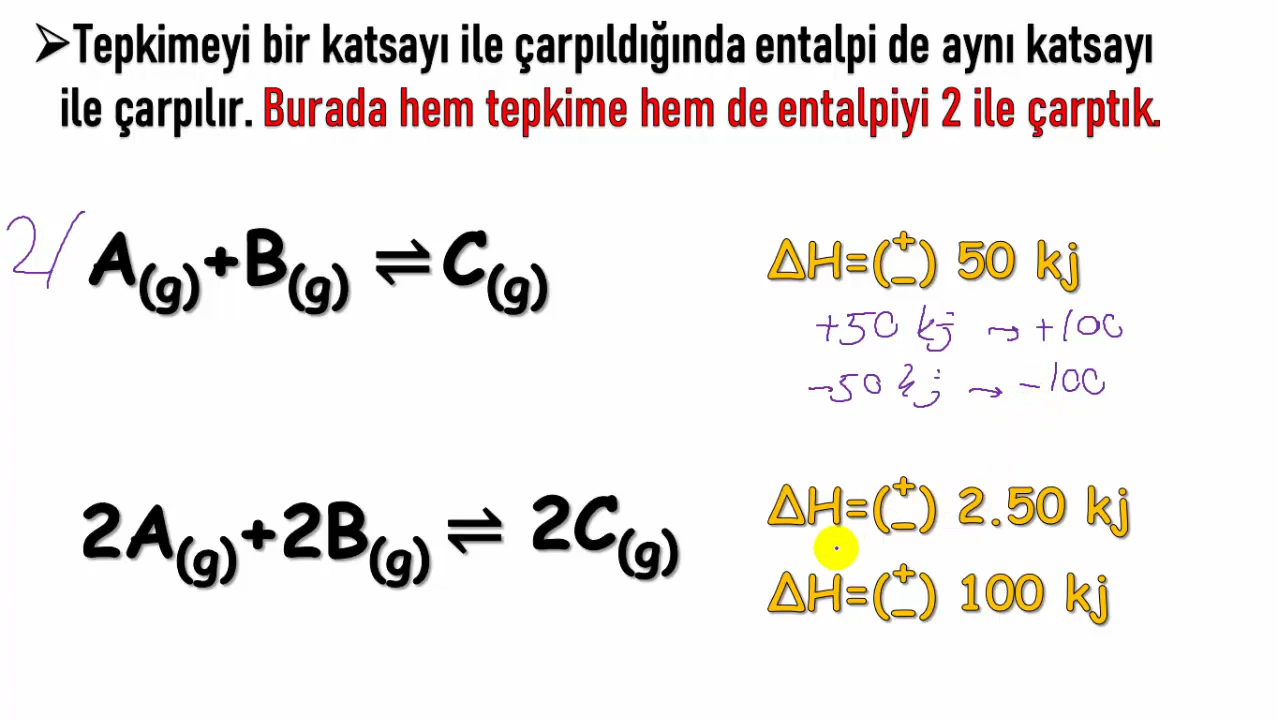 ➢Tepkimeyi bir katsayı ile çarpıldığında entalpi de aynı katsayı
ile çarpılır. Burada hem tepkime hem de entalpiyi 2 ile çarptık.
2/ A(g)+B(g) ⇌ C(g)
ΔH=(±) 50 kj
+50 kj → +100
-50 kj → -100
2A(g)+2B(g) ⇌ 2C(g)
ΔH=(±) 2.50 kj
ΔH=(±) 100 kj